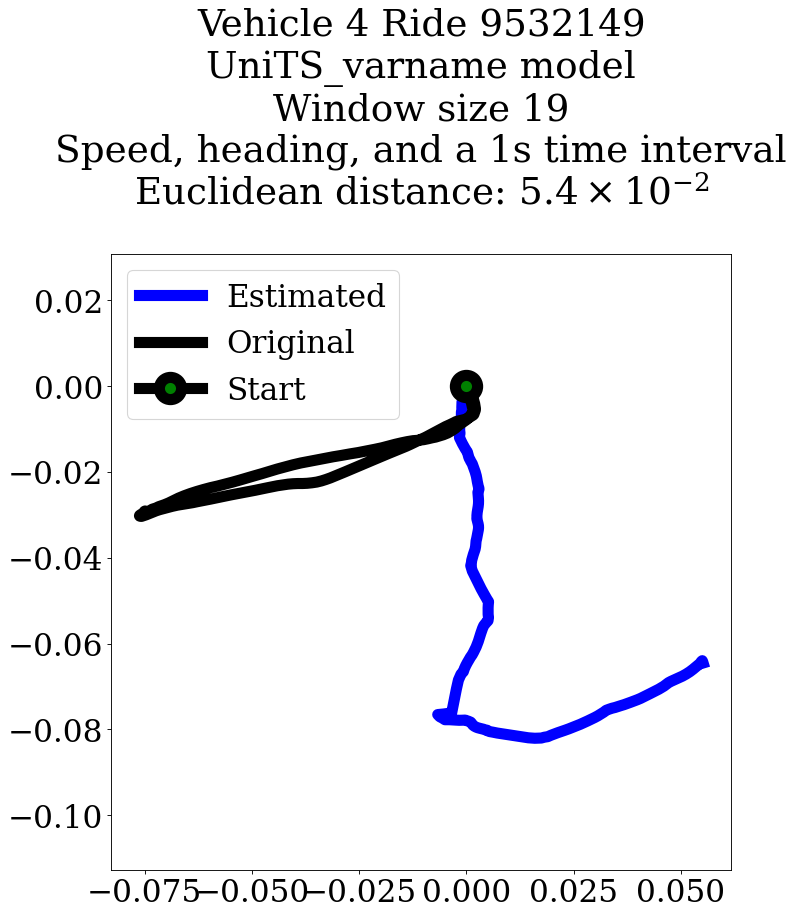 Vehicle 4 Ride 9532149
UniTS_varname model
Window size 19
Speed, heading, and a 1s time interval
Euclidean distance: 5.4 × 10⁻²
Estimated
Original
Start
0.02
0.00
−0.02
−0.04
−0.06
−0.08
−0.10
−0.075 −0.050 −0.025 0.000 0.025 0.050